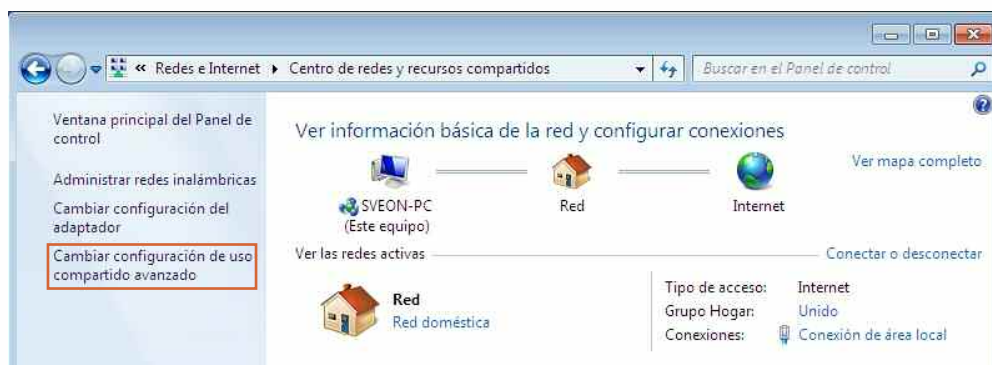 « Redes e Internet ▸ Centro de redes y recursos compartidos
Buscar en el Panel de control
Ventana principal del Panel de
control
Administrar redes inalámbricas
Cambiar configuración del
adaptador
Cambiar configuración de uso
compartido avanzado
Ver información básica de la red y configurar conexiones
Ver mapa completo
SVEON-PC
(Este equipo)
Red
Internet
Ver las redes activas
Conectar o desconectar
Red
Red doméstica
Tipo de acceso: Internet
Grupo Hogar: Unido
Conexiones: Conexión de área local